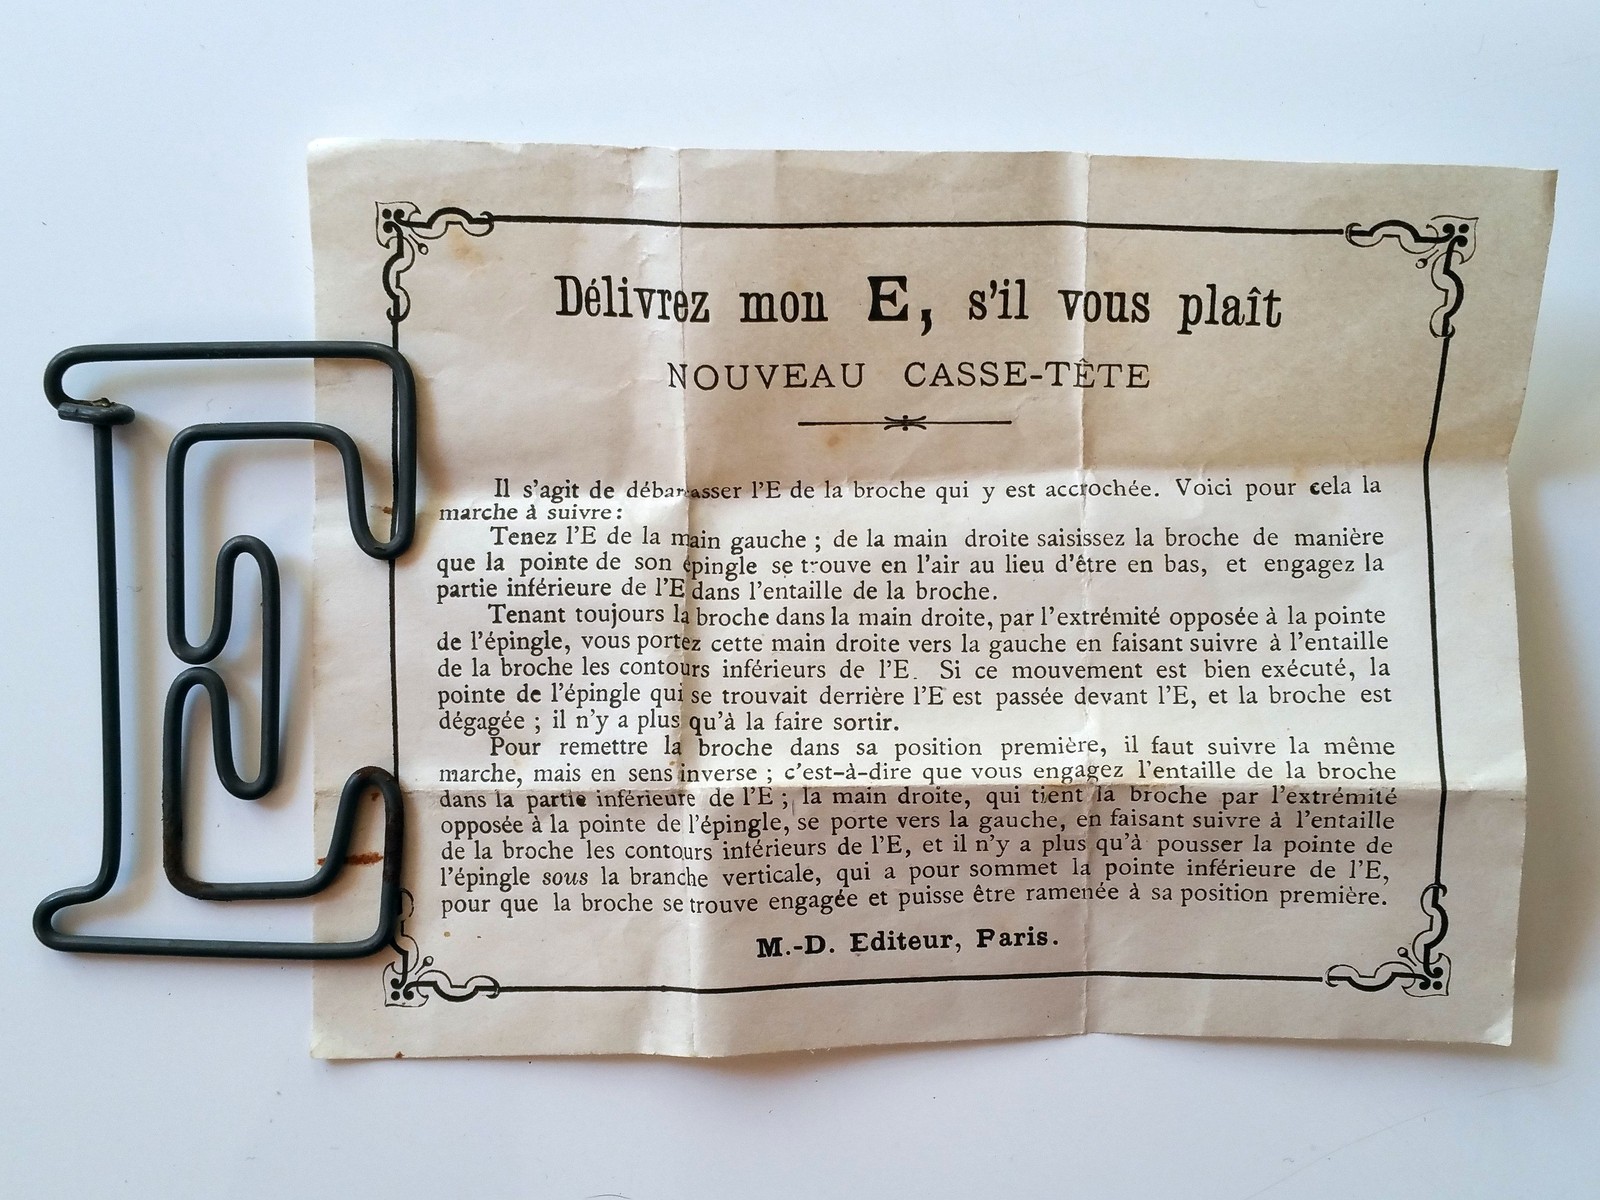 Délivrez mon E, s'il vous plaît
NOUVEAU CASSE-TÊTE
Il s'agit de débarrasser l'E de la broche qui y est accrochée. Voici pour cela la
marche à suivre :
Tenez l'E de la main gauche ; de la main droite saisissez la broche de manière
que la pointe de son épingle se trouve en l'air au lieu d'être en bas, et engagez la
partie inférieure de l'E dans l'entaille de la broche.
Tenant toujours la broche dans la main droite, par l'extrémité opposée à la pointe
de l'épingle, vous portez cette main droite vers la gauche en faisant suivre à l'entaille
de la broche les contours inférieurs de l'E. Si ce mouvement est bien exécuté, la
pointe de l'épingle qui se trouvait derrière l'E est passée devant l'E, et la broche est
dégagée ; il n'y a plus qu'à la faire sortir.
Pour remettre la broche dans sa position première, il faut suivre la même
marche, mais en sens inverse ; c'est-à-dire que vous engagez l'entaille de la broche
dans la partie inférieure de l'E ; la main droite, qui tient la broche par l'extrémité
opposée à la pointe de l'épingle, se porte vers la gauche, en faisant suivre à l'entaille
de la broche les contours inférieurs de l'E, et il n'y a plus qu'à pousser la pointe de
l'épingle sous la branche verticale, qui a pour sommet la pointe inférieure de l'E,
pour que la broche se trouve engagée et puisse être ramenée à sa position première.
M.-D. Editeur, Paris.